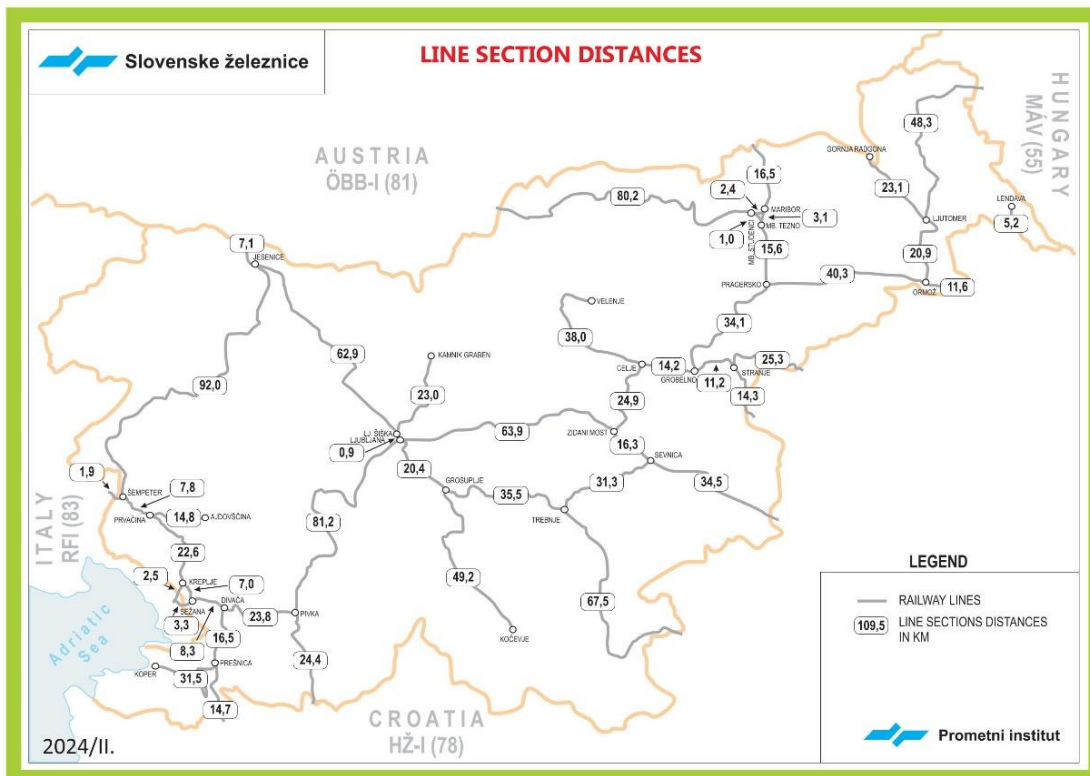 Slovenske železnice
LINE SECTION DISTANCES
HUNGARY
MÁV (55)
AUSTRIA
ÖBB-I (81)
48,3
GORNJA RADGONA
16,5
23,1
2,4
80,2
LENDAVA
MARIBOR
3,1
LJUTOMER
5,2
MB. TEZNO
1,0
MB. STUDENCI
7,1
15,6
20,9
JESENICE
40,3
PRAGERSKO
ORMOŽ
11,6
VELENJE
34,1
38,0
62,9
KAMNIK GRABEN
25,3
CELJE
14,2
GROBELNO
11,2
STRANJE
92,0
23,0
14,3
24,9
LJ. ŠIŠKA
LJUBLJANA
63,9
ZIDANI MOST
0,9
16,3
SEVNICA
1,9
20,4
7,8
GROSUPLJE
31,3
34,5
ŠEMPETER
35,5
PRVAČINA
14,8
AJDOVŠČINA
81,2
TREBNJE
ITALY
RFI (83)
22,6
LEGEND
2,5
KREPLJE
7,0
49,2
SEŽANA
DIVAČA
23,8
PIVKA
67,5
RAILWAY LINES
3,3
16,5
109,5
LINE SECTIONS DISTANCES
IN KM
KOČEVJE
Adriatic
Sea
8,3
24,4
PREŠNICA
KOPER
31,5
14,7
CROATIA
HŽ-I (78)
2024/II.
Prometni institut